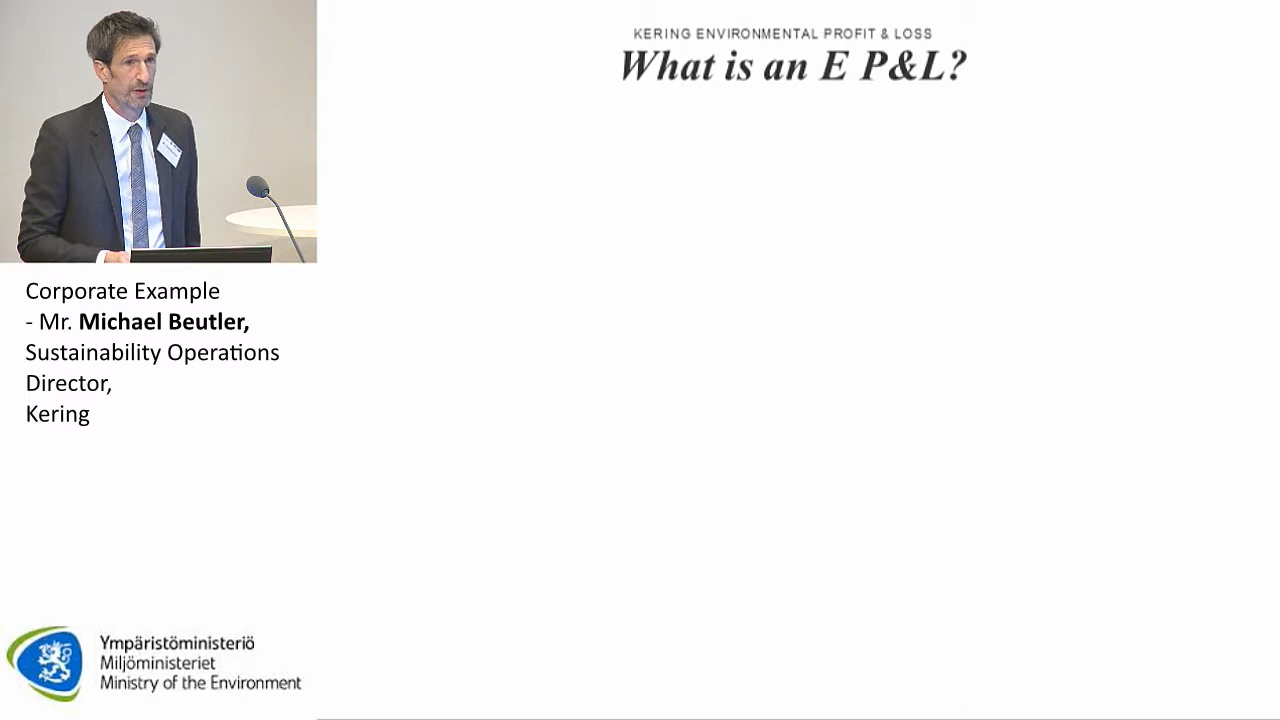 KERING ENVIRONMENTAL PROFIT & LOSS
What is an E P&L?
Corporate Example
- Mr. Michael Beutler,
Sustainability Operations
Director,
Kering
Ympäristöministeriö
Miljöministeriet
Ministry of the Environment